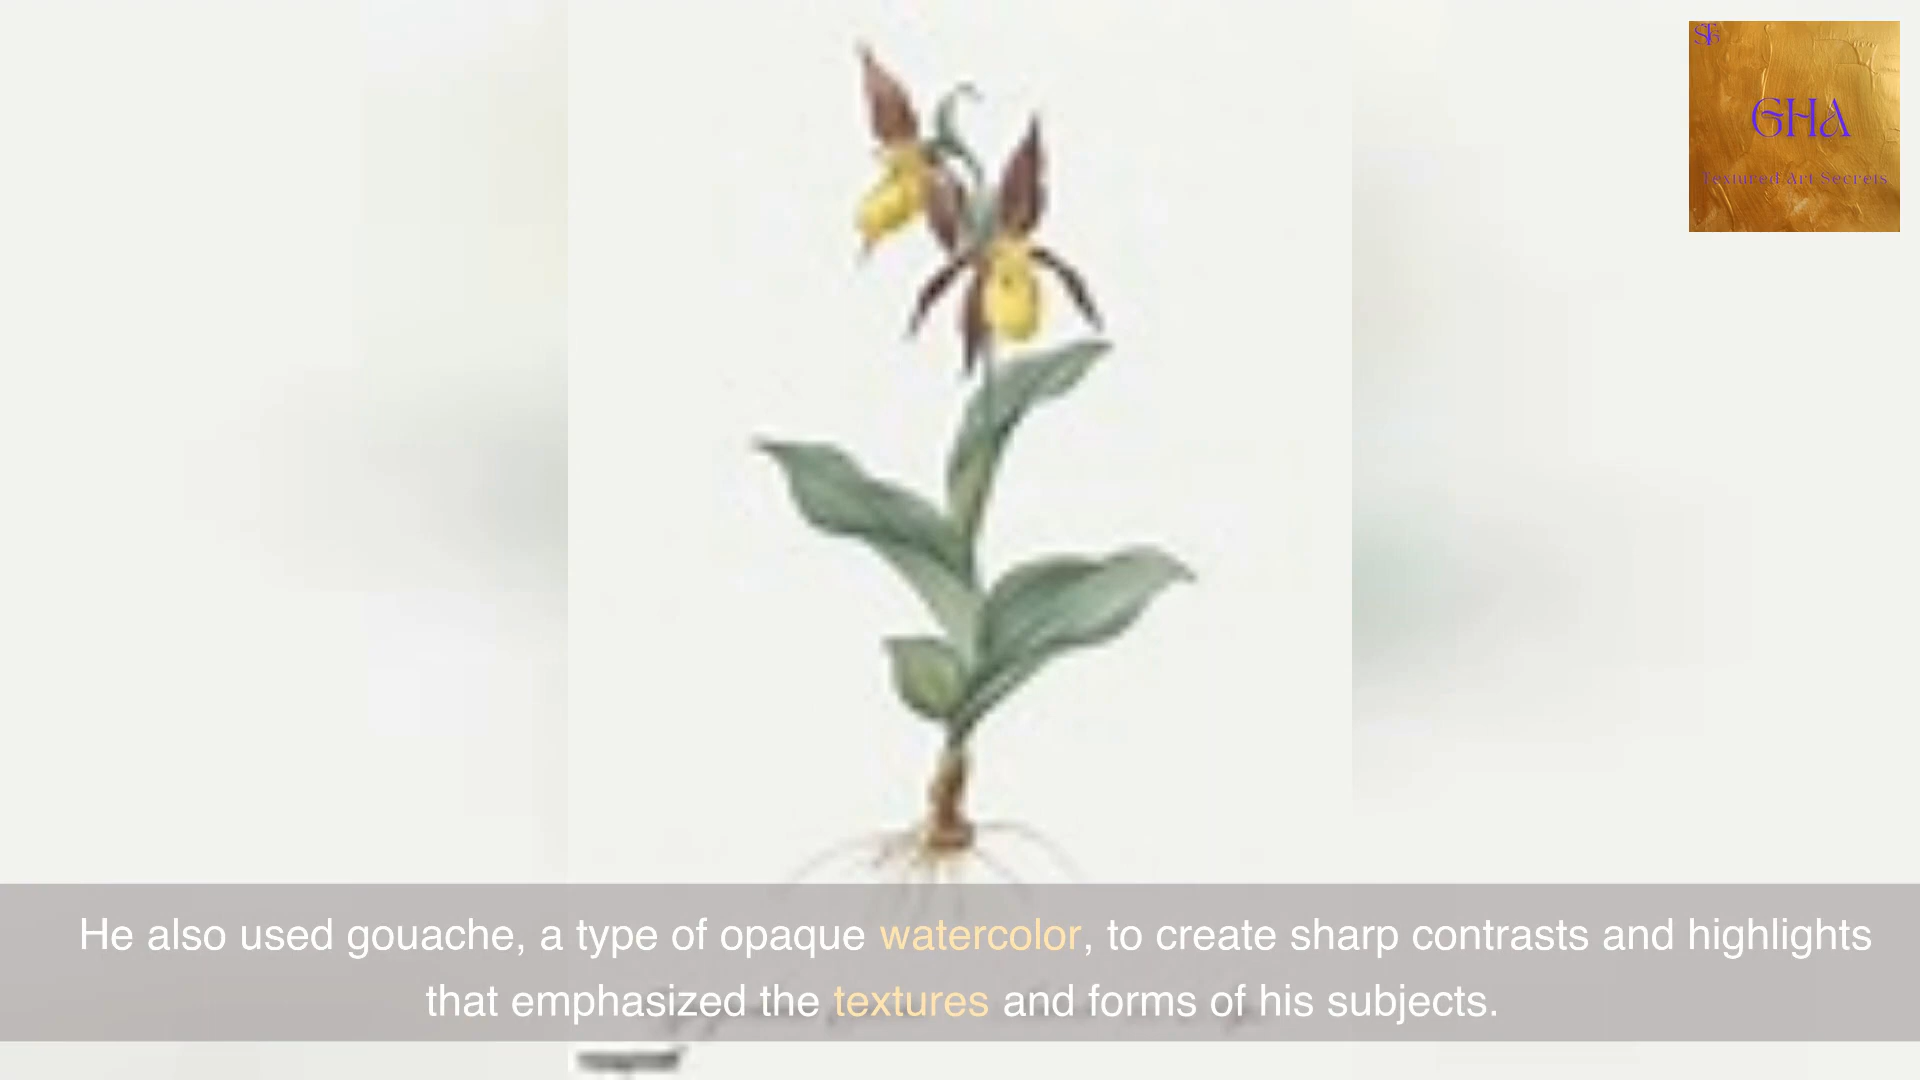 STG
GHA
Textured Art Secrets
He also used gouache, a type of opaque watercolor, to create sharp contrasts and highlights
that emphasized the textures and forms of his subjects.